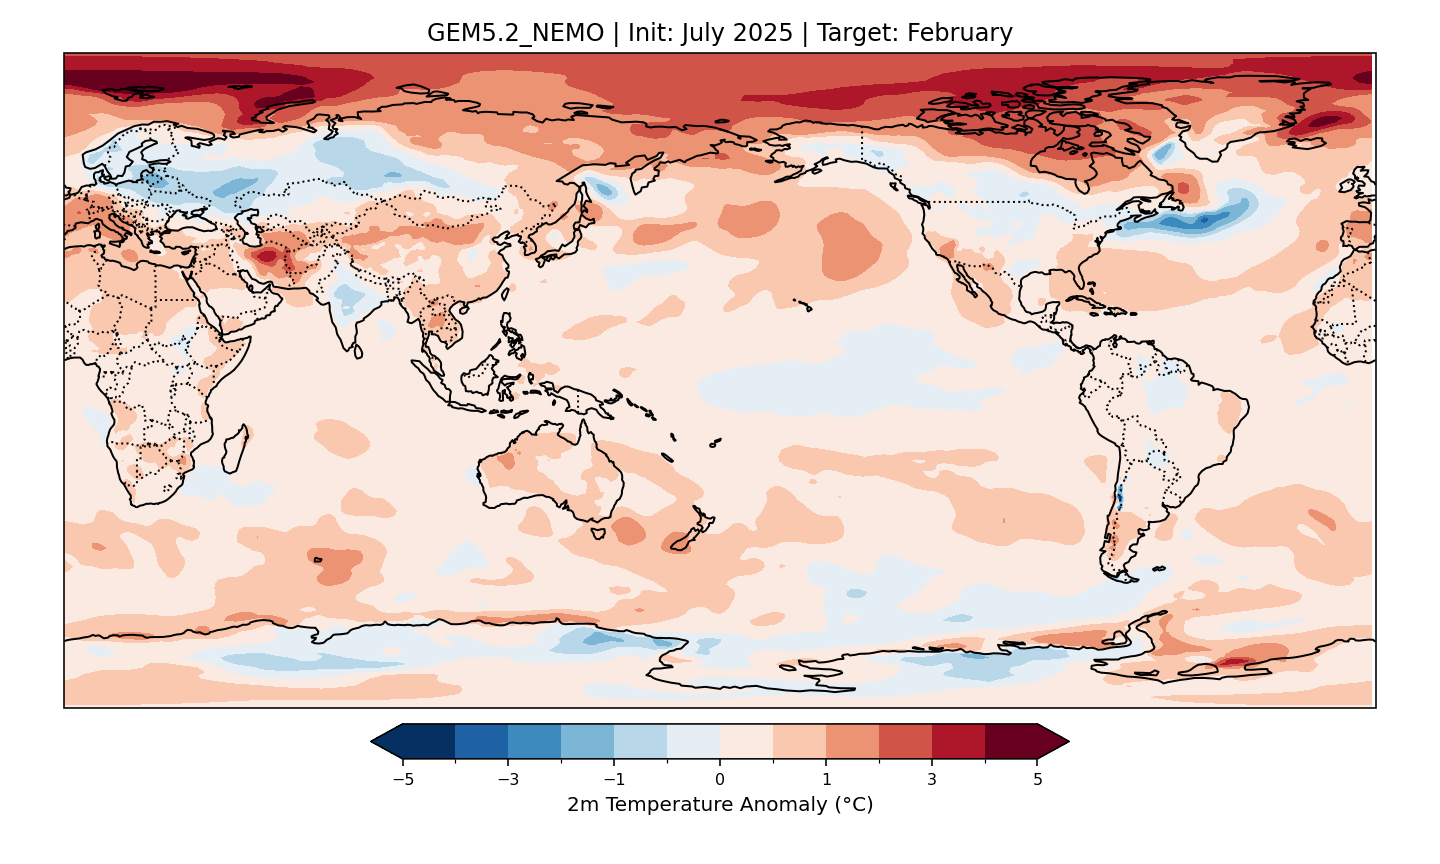 GEM5.2_NEMO | Init: July 2025 | Target: February
−5 −3 −1 0 1 3 5
2m Temperature Anomaly (°C)